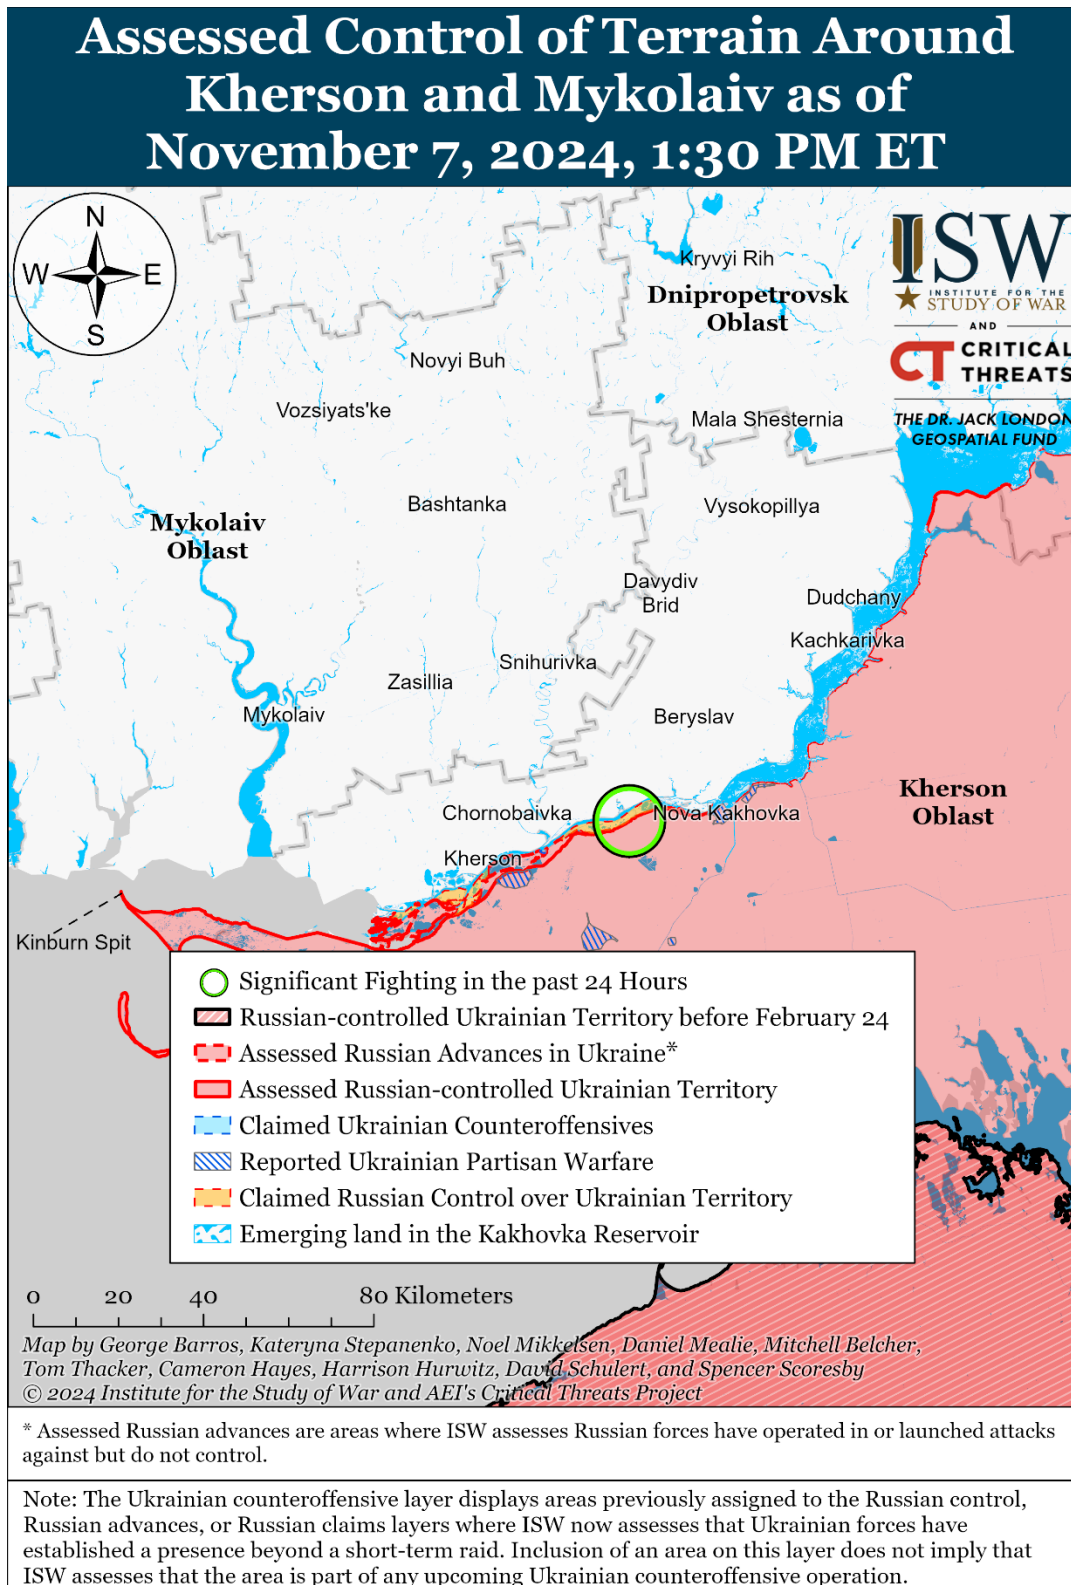 Assessed Control of Terrain Around
Kherson and Mykolaiv as of
November 7, 2024, 1:30 PM ET
N
W
E
S
ISW
INSTITUTE FOR THE
STUDY OF WAR
AND
CT CRITICAL
THREATS
THE DR. JACK LONDON
GEOSPATIAL FUND
Kryvyi Rih
Dnipropetrovsk
Oblast
Novyi Buh
Vozsiyats'ke
Mala Shesternia
Bashtanka
Vysokopillya
Mykolaiv
Oblast
Davydiv
Brid
Dudchany
Kachkarivka
Snihurivka
Zasillia
Mykolaiv
Beryslav
Kherson
Oblast
Chornobaivka
Nova Kakhovka
Kherson
Kinburn Spit
Significant Fighting in the past 24 Hours
Russian-controlled Ukrainian Territory before February 24
Assessed Russian Advances in Ukraine*
Assessed Russian-controlled Ukrainian Territory
Claimed Ukrainian Counteroffensives
Reported Ukrainian Partisan Warfare
Claimed Russian Control over Ukrainian Territory
Emerging land in the Kakhovka Reservoir
0 20 40 80 Kilometers
Map by George Barros, Kateryna Stepanenko, Noel Mikkelsen, Daniel Mealie, Mitchell Belcher,
Tom Thacker, Cameron Hayes, Harrison Hurwitz, David Schulert, and Spencer Scoresby
© 2024 Institute for the Study of War and AEI's Critical Threats Project
* Assessed Russian advances are areas where ISW assesses Russian forces have operated in or launched attacks
against but do not control.
Note: The Ukrainian counteroffensive layer displays areas previously assigned to the Russian control,
Russian advances, or Russian claims layers where ISW now assesses that Ukrainian forces have
established a presence beyond a short-term raid. Inclusion of an area on this layer does not imply that
ISW assesses that the area is part of any upcoming Ukrainian counteroffensive operation.